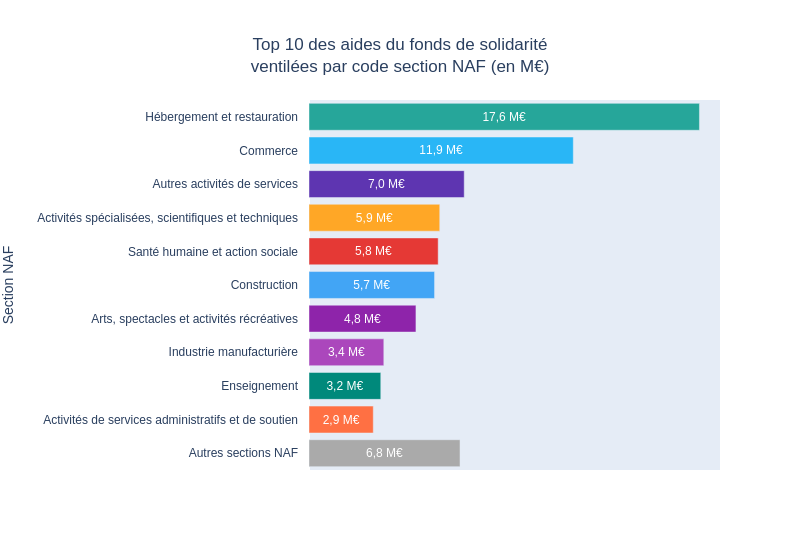 Top 10 des aides du fonds de solidarité
ventilées par code section NAF (en M€)
Section NAF
Hébergement et restauration 17,6 M€
Commerce 11,9 M€
Autres activités de services 7,0 M€
Activités spécialisées, scientifiques et techniques 5,9 M€
Santé humaine et action sociale 5,8 M€
Construction 5,7 M€
Arts, spectacles et activités récréatives 4,8 M€
Industrie manufacturière 3,4 M€
Enseignement 3,2 M€
Activités de services administratifs et de soutien 2,9 M€
Autres sections NAF 6,8 M€